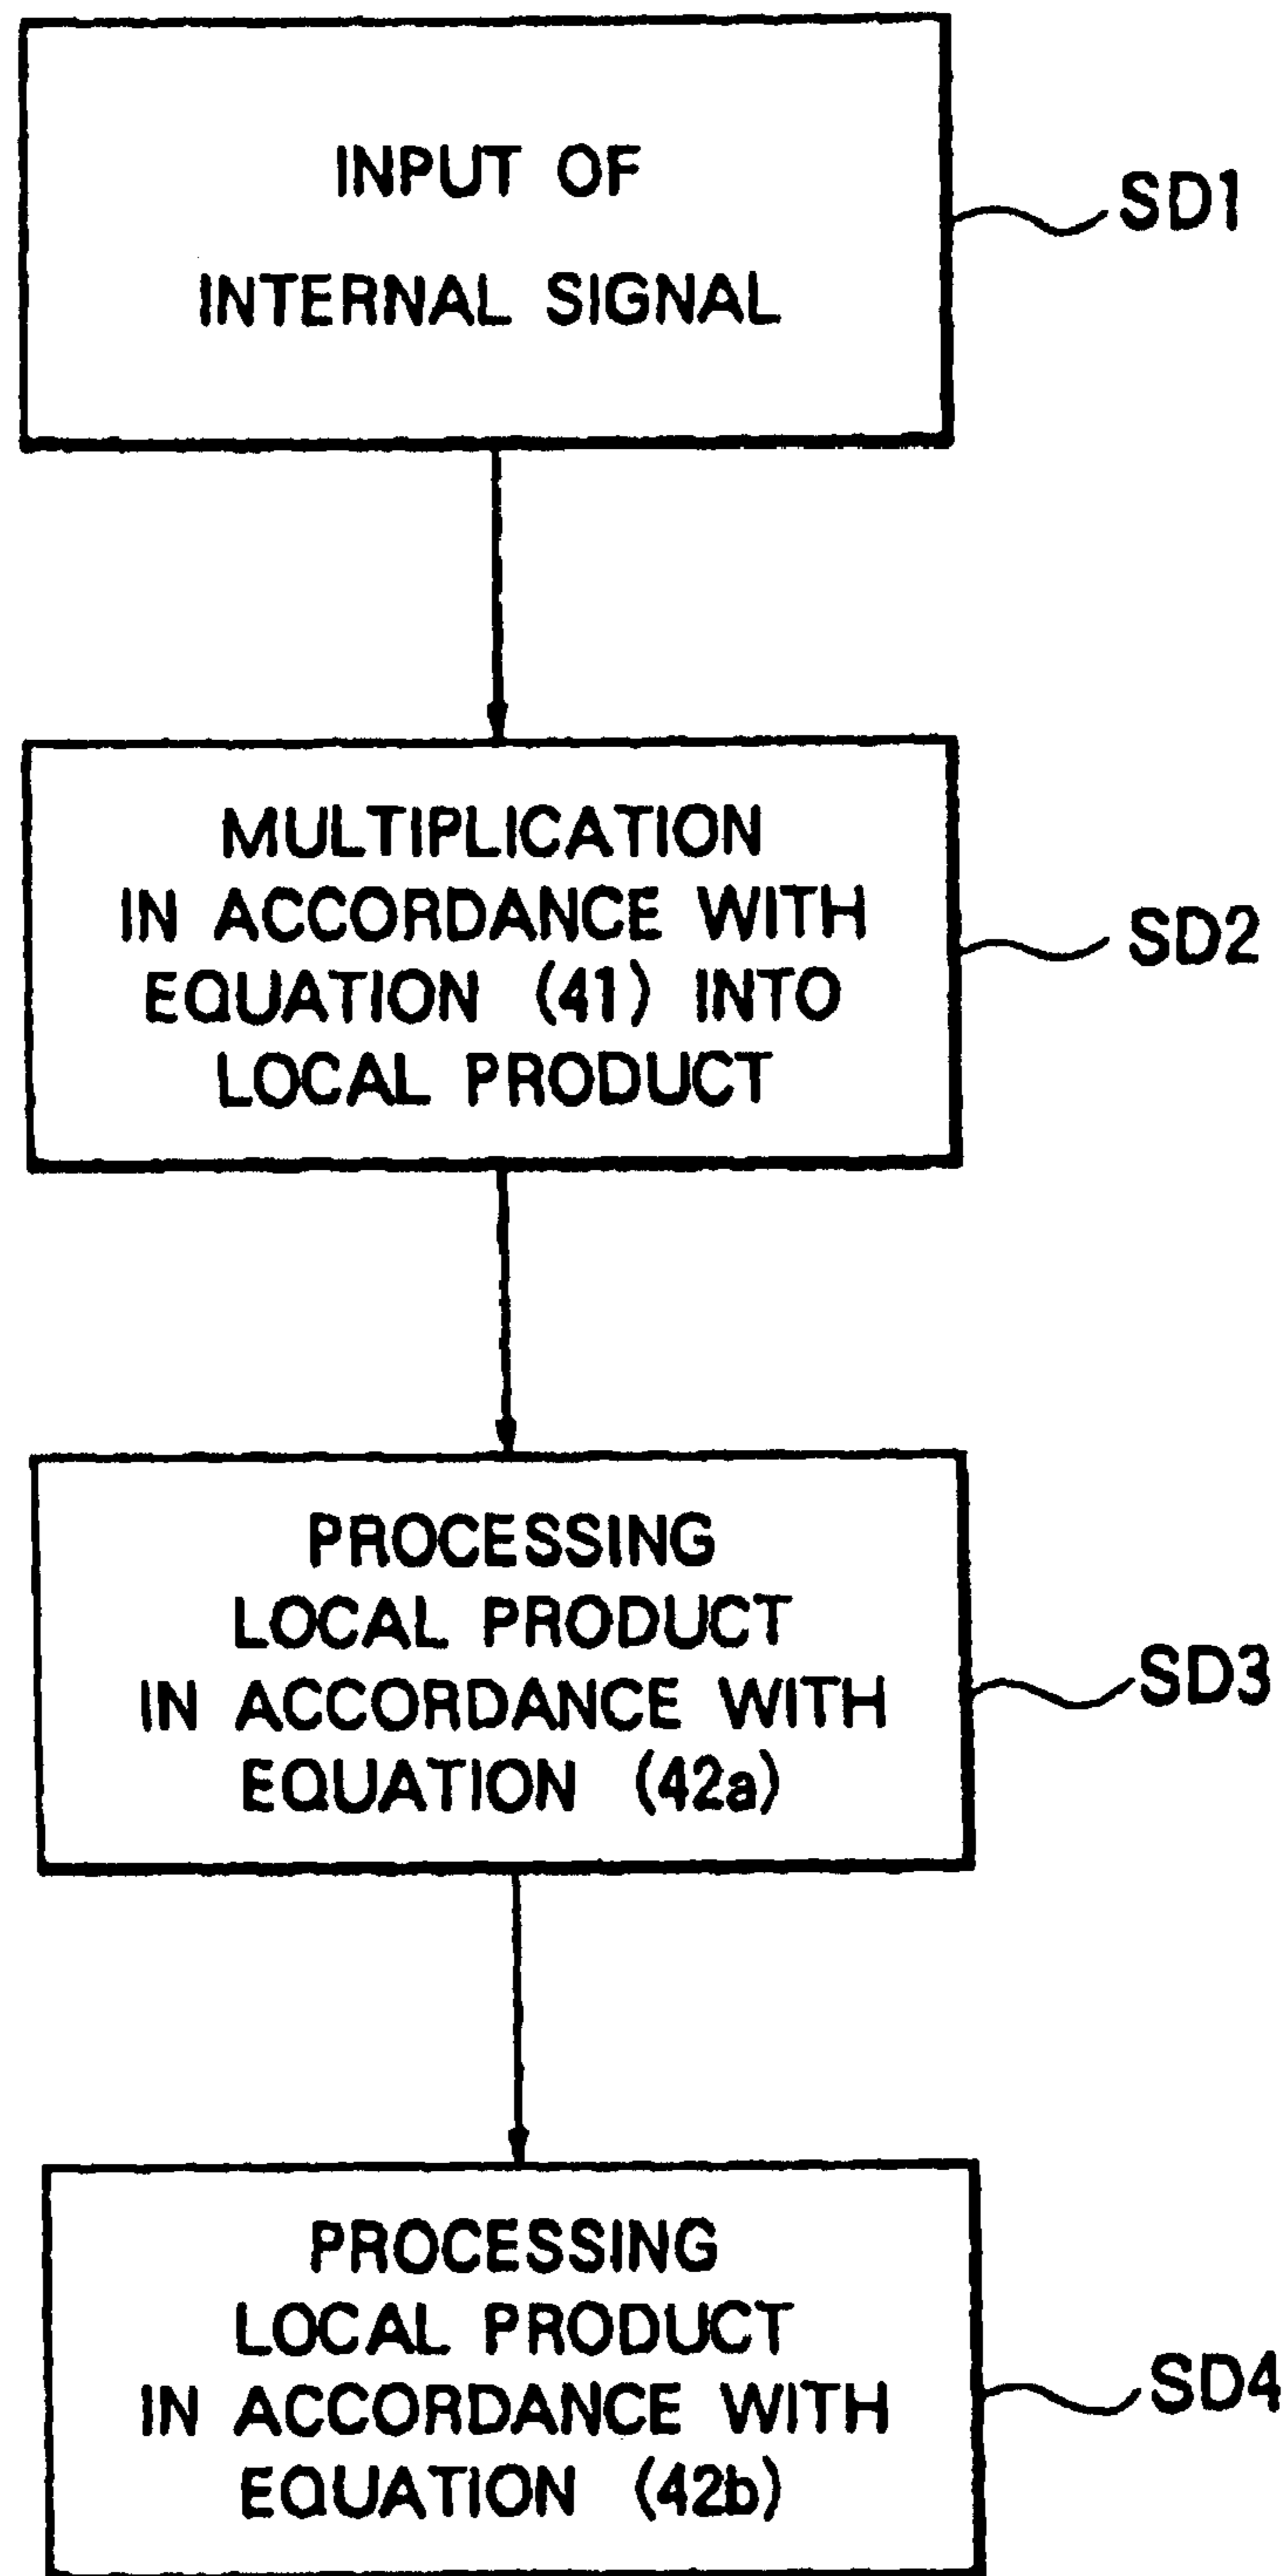 INPUT OF
INTERNAL SIGNAL
SD1
MULTIPLICATION
IN ACCORDANCE WITH
EQUATION (41) INTO
LOCAL PRODUCT
SD2
PROCESSING
LOCAL PRODUCT
IN ACCORDANCE WITH
EQUATION (42a)
SD3
PROCESSING
LOCAL PRODUCT
IN ACCORDANCE WITH
EQUATION (42b)
SD4